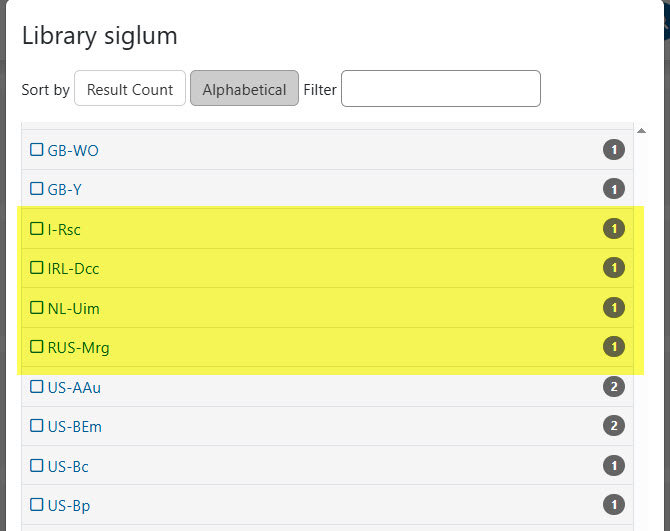 Library siglum
Sort by Result Count Alphabetical Filter
GB-WO 1
GB-Y 1
I-Rsc 1
IRL-Dcc 1
NL-Uim 1
RUS-Mrg 1
US-AAu 2
US-BEm 2
US-Bc 1
US-Bp 1